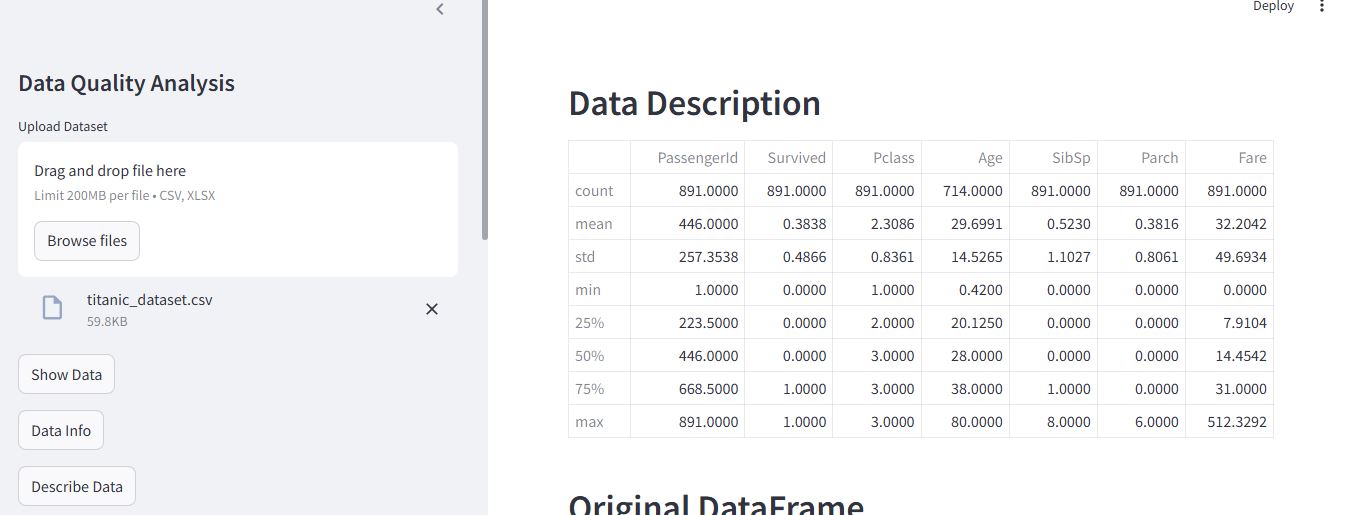 Deploy
Data Quality Analysis
Upload Dataset
Drag and drop file here
Limit 200MB per file • CSV, XLSX
Browse files
titanic_dataset.csv
59.8KB
Show Data
Data Info
Describe Data
Data Description
PassengerId Survived Pclass Age SibSp Parch Fare
count 891.0000 891.0000 891.0000 714.0000 891.0000 891.0000 891.0000
mean 446.0000 0.3838 2.3086 29.6991 0.5230 0.3816 32.2042
std 257.3538 0.4866 0.8361 14.5265 1.1027 0.8061 49.6934
min 1.0000 0.0000 1.0000 0.4200 0.0000 0.0000 0.0000
25% 223.5000 0.0000 2.0000 20.1250 0.0000 0.0000 7.9104
50% 446.0000 0.0000 3.0000 28.0000 0.0000 0.0000 14.4542
75% 668.5000 1.0000 3.0000 38.0000 1.0000 0.0000 31.0000
max 891.0000 1.0000 3.0000 80.0000 8.0000 6.0000 512.3292
Original DataFrame